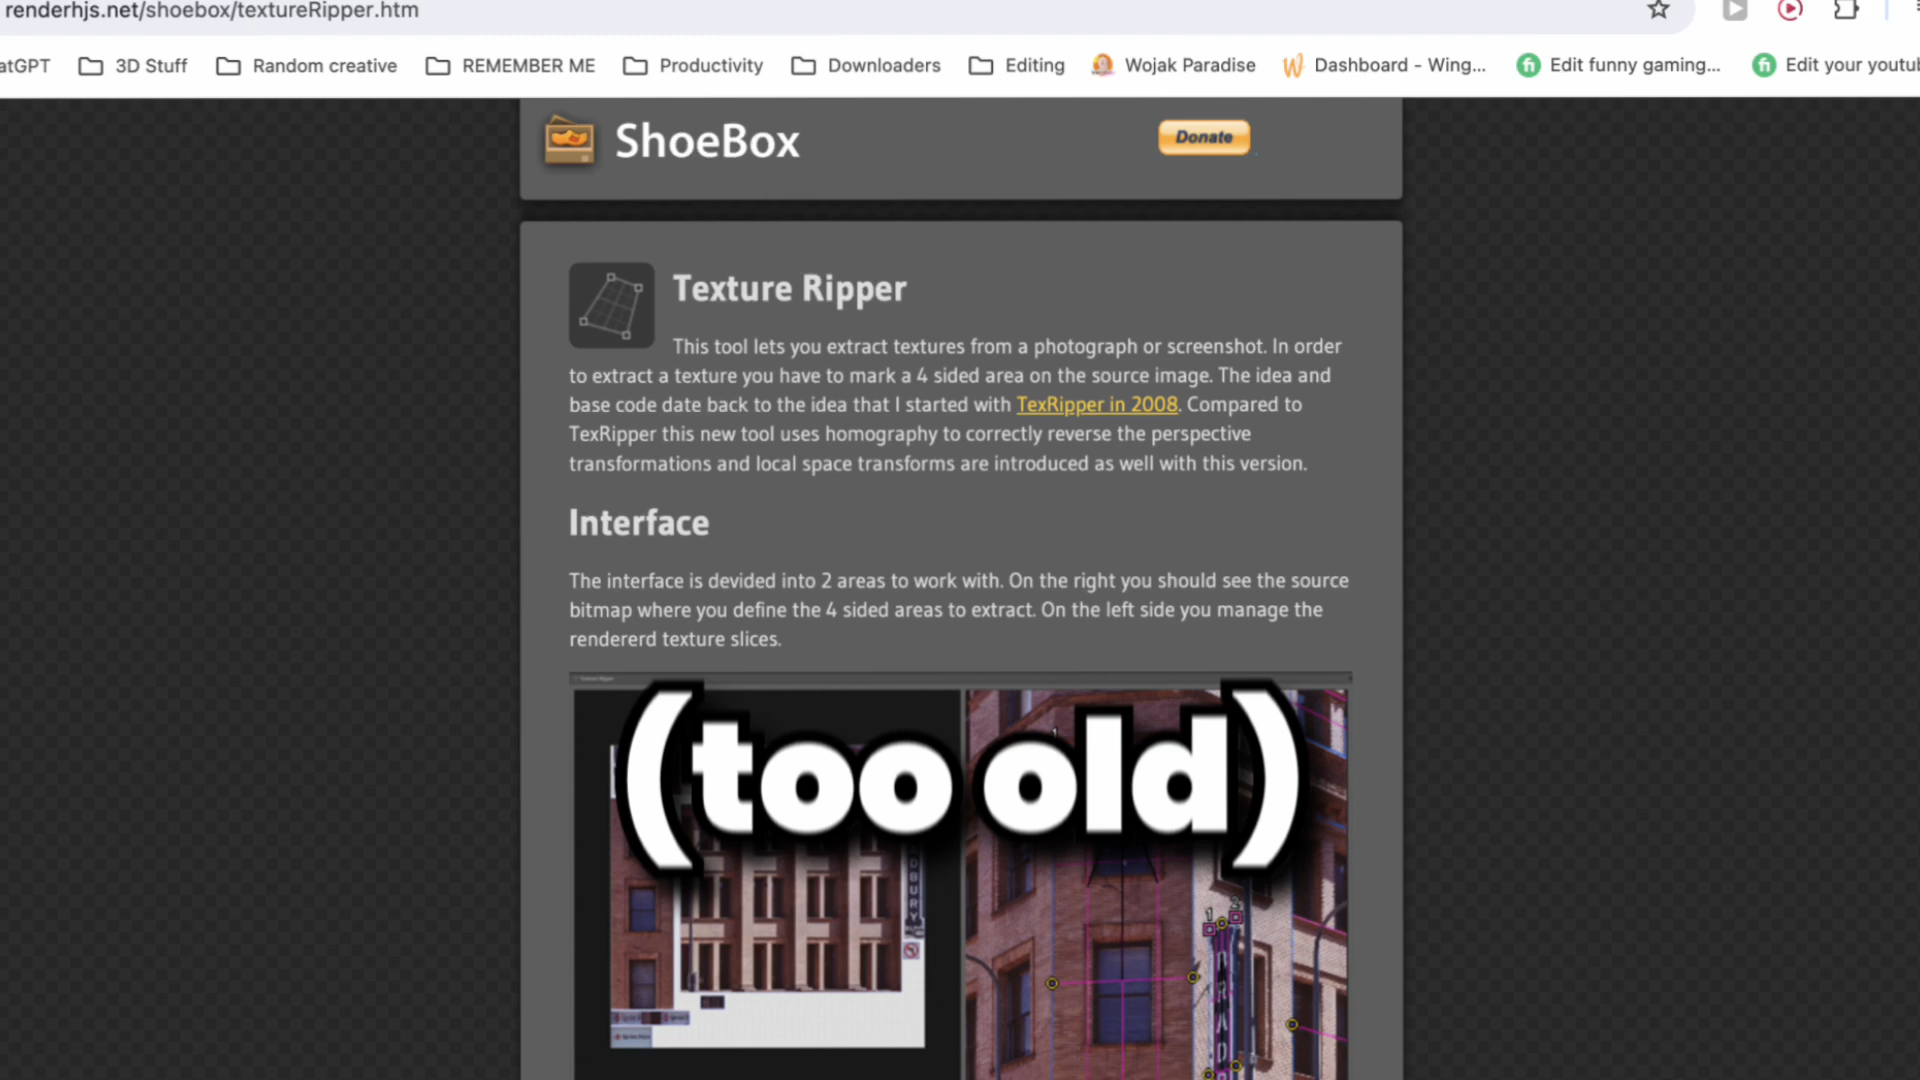 renderhjs.net/shoebox/textureRipper.htm
atGPT 3D Stuff Random creative REMEMBER ME Productivity Downloaders Editing Wojak Paradise Dashboard - Wing... Edit funny gaming... Edit your youtub
ShoeBox
Donate
Texture Ripper
This tool lets you extract textures from a photograph or screenshot. In order
to extract a texture you have to mark a 4 sided area on the source image. The idea and
base code date back to the idea that I started with TexRipper in 2008. Compared to
TexRipper this new tool uses homography to correctly reverse the perspective
transformations and local space transforms are introduced as well with this version.
Interface
The interface is devided into 2 areas to work with. On the right you should see the source
bitmap where you define the 4 sided areas to extract. On the left side you manage the
rendererd texture slices.
Texture Ripper
(too old)
DBURY
1
1 2